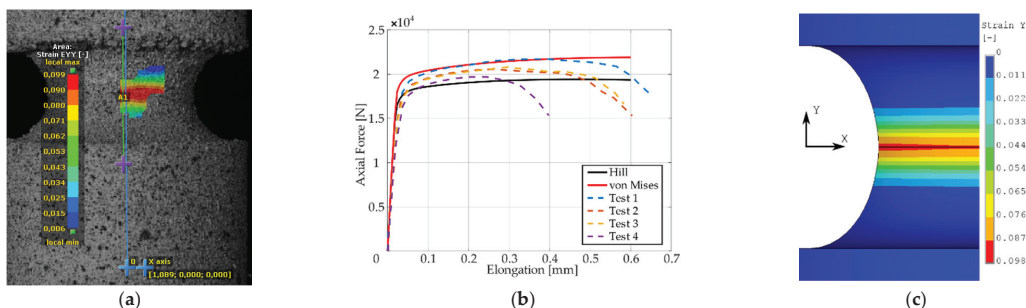 Area:
Strain EYY [-]
local max
0,099
0,090
0,080
0,071
0,062
0,053
0,043
0,034
0,025
0,015
0,006
local min
A1
0
X axis
[1,089; 0,000; 0,000]
(a)
×10⁴
2.5
2
1.5
1
0.5
0
0
0.1
0.2
0.3
0.4
0.5
0.6
0.7
Axial Force [N]
Elongation [mm]
Hill
von Mises
Test 1
Test 2
Test 3
Test 4
(b)
Strain Y
[-]
0
0.011
0.022
0.033
0.043
0.054
0.065
0.076
0.087
0.098
Y
X
(c)